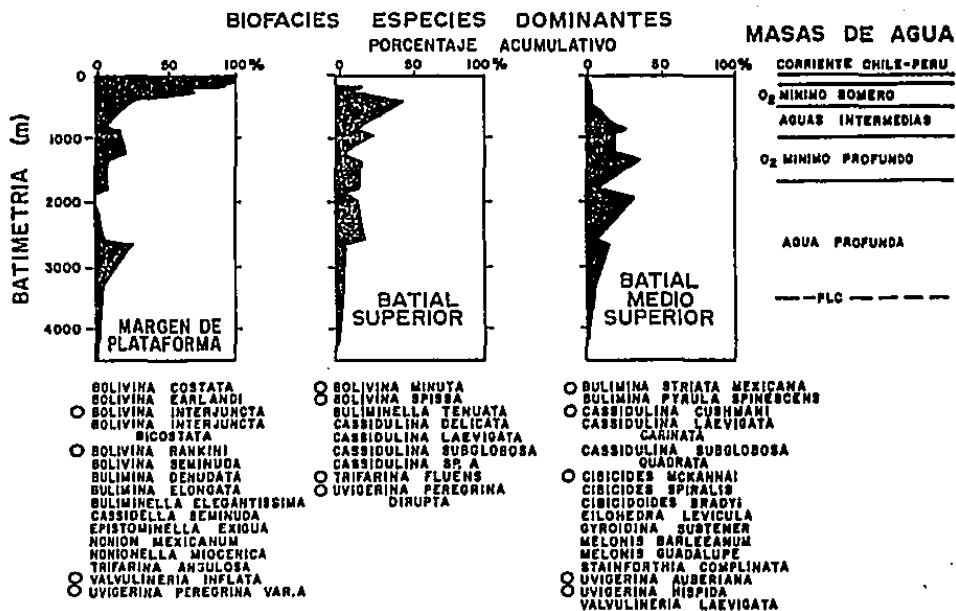 BIOFACIES ESPECIES DOMINANTES
PORCENTAJE ACUMULATIVO
MASAS DE AGUA
0 50 100%
0 50 100%
0 50 100%
BATIMETRIA (m)
0
1000
2000
3000
4000
MARGEN DE
PLATAFORMA
BATIAL
SUPERIOR
BATIAL
MEDIO
SUPERIOR
CORRIENTE CHILE-PERU
O2 MINIMO SOMERO
AGUAS INTERMEDIAS
O2 MINIMO PROFUNDO
AGUA PROFUNDA
PLC
BOLIVINA COSTATA
BOLIVINA EARLANDI
BOLIVINA INTERJUNCTA
BOLIVINA INTERJUNCTA
BICOSTATA
BOLIVINA RANKINI
BOLIVINA SEMINUDA
BULIMINA DENUDATA
BULIMINA ELONGATA
BULIMINELLA ELEGANTISSIMA
CASSIDELLA SEMINUDA
EPISTOMINELLA EXIGUA
NONION MEXICANUM
NONIONELLA MIOCENICA
TRIFARINA ANGULOSA
VALVULINERIA INFLATA
UVIGERINA PEREGRINA VAR.A
BOLIVINA MINUTA
BOLIVINA SPISSA
BULIMINELLA TENUATA
CASSIDULINA DELICATA
CASSIDULINA LAEVIGATA
CASSIDULINA SUBGLOBOSA
CASSIDULINA SP. A
TRIFARINA FLUENS
UVIGERINA PEREGRINA
DIRUPTA
BULIMINA STRIATA MEXICANA
BULIMINA PYRULA SPINESCENS
CASSIDULINA CUSHMANI
CASSIDULINA LAEVIGATA
CARINATA
CASSIDULINA SUBGLOBOSA
QUADRATA
CIBICIDES MCKANNAI
CIBICIDES SPIRALIS
CIBICIDOIDES BRADYI
EILOHEDRA LEVICULA
GYROIDINA SUSTENER
MELONIS BARLEEANUM
MELONIS GUADALUPE
STAINFORTHIA COMPLINATA
UVIGERINA AUBERIANA
UVIGERINA HISPIDA
VALVULINERIA LAEVIGATA